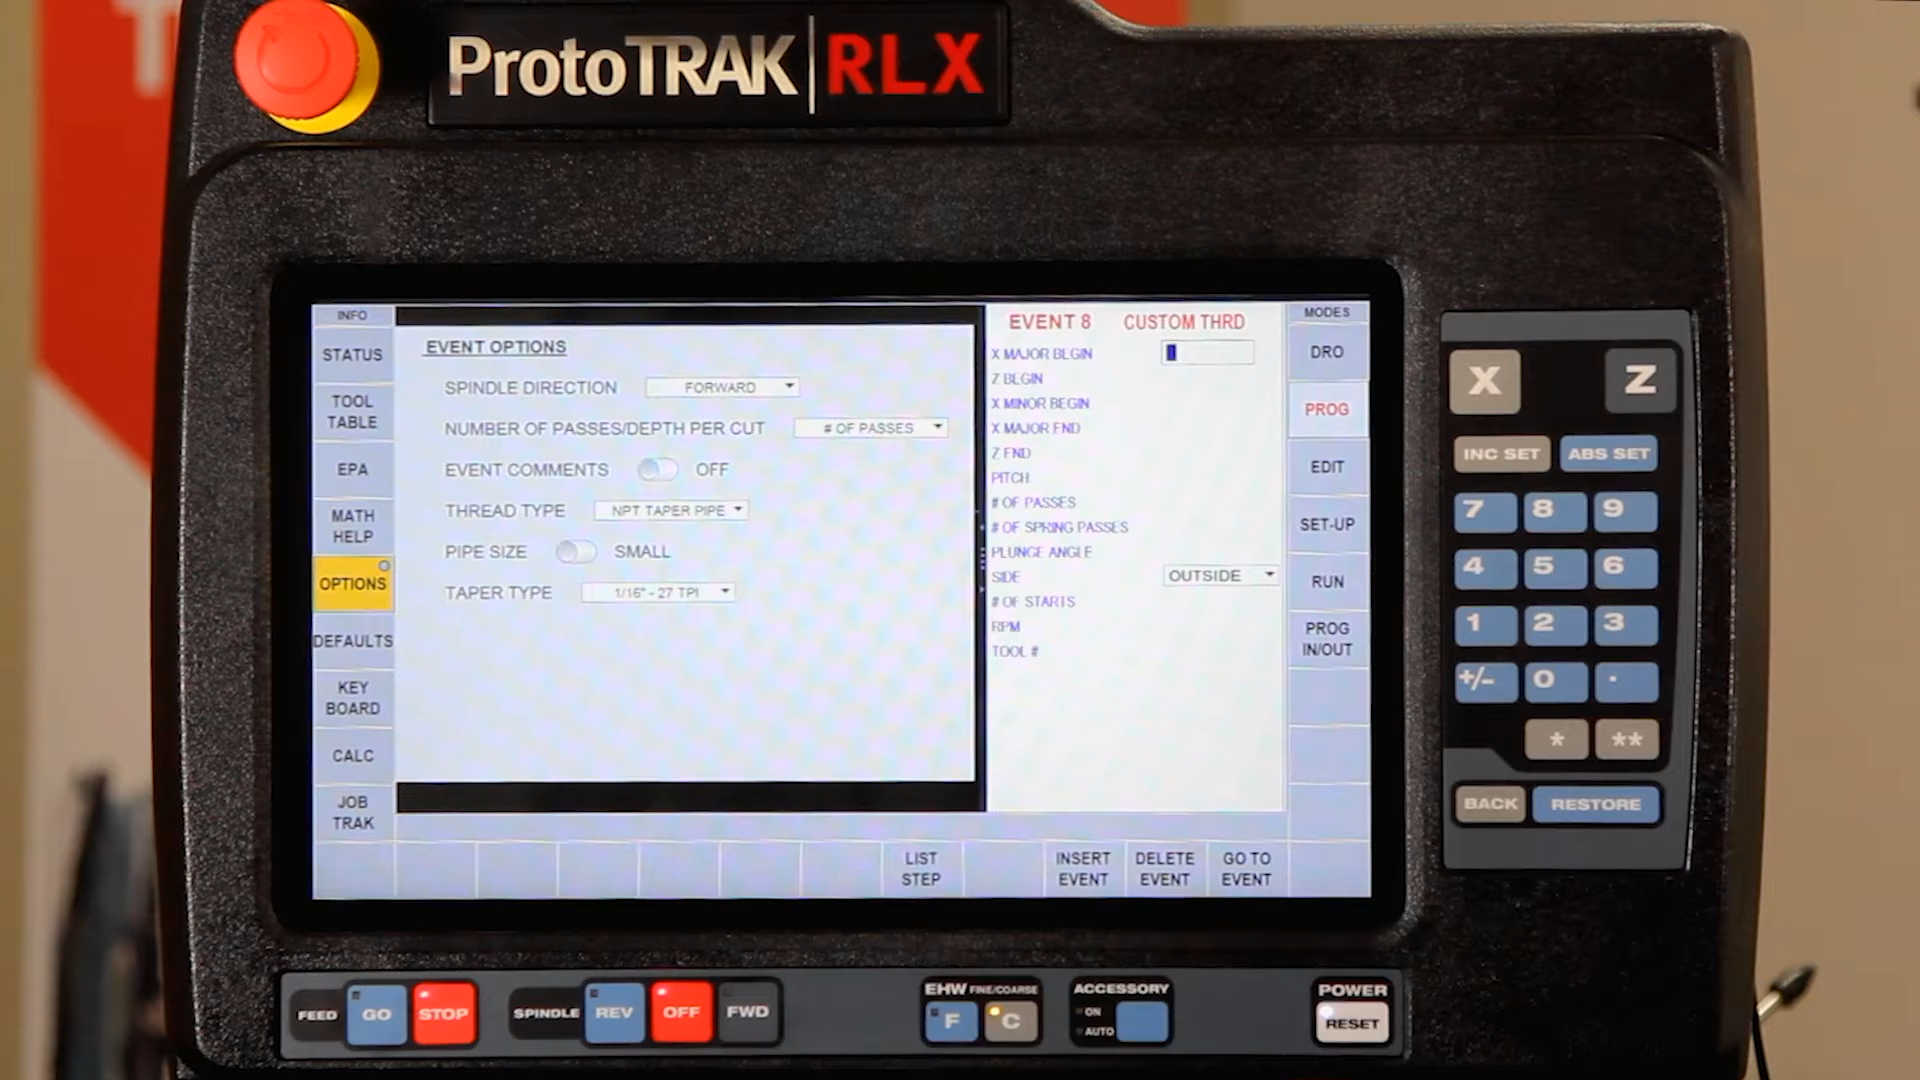 ProtoTRAK RLX
INFO
STATUS
TOOL
TABLE
EPA
MATH
HELP
OPTIONS
DEFAULTS
KEY
BOARD
CALC
JOB
TRAK
EVENT OPTIONS
SPINDLE DIRECTION FORWARD
NUMBER OF PASSES/DEPTH PER CUT # OF PASSES
EVENT COMMENTS OFF
THREAD TYPE NPT TAPER PIPE
PIPE SIZE SMALL
TAPER TYPE 1/16" - 27 TPI
EVENT 8 CUSTOM THRD
X MAJOR BEGIN
Z BEGIN
X MINOR BEGIN
X MAJOR END
Z END
PITCH
# OF PASSES
# OF SPRING PASSES
PLUNGE ANGLE
SIDE OUTSIDE
# OF STARTS
RPM
TOOL #
MODES
DRO
PROG
EDIT
SET-UP
RUN
PROG
IN/OUT
LIST
STEP
INSERT
EVENT
DELETE
EVENT
GO TO
EVENT
X Z
INC SET ABS SET
7 8 9
4 5 6
1 2 3
+/- 0 .
* **
BACK RESTORE
FEED GO STOP
SPINDLE REV OFF FWD
EHW FINE/COARSE
F C
ACCESSORY
ON
AUTO
POWER
RESET